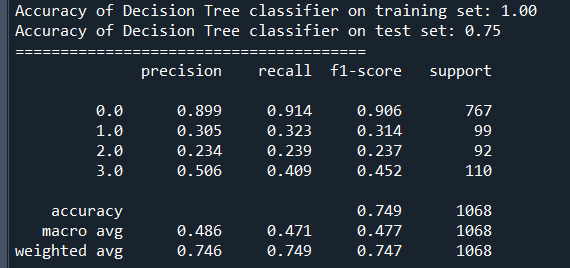 Accuracy of Decision Tree classifier on training set: 1.00
Accuracy of Decision Tree classifier on test set: 0.75
=======================================
precision recall f1-score support
0.0 0.899 0.914 0.906 767
1.0 0.305 0.323 0.314 99
2.0 0.234 0.239 0.237 92
3.0 0.506 0.409 0.452 110
accuracy 0.749 1068
macro avg 0.486 0.471 0.477 1068
weighted avg 0.746 0.749 0.747 1068